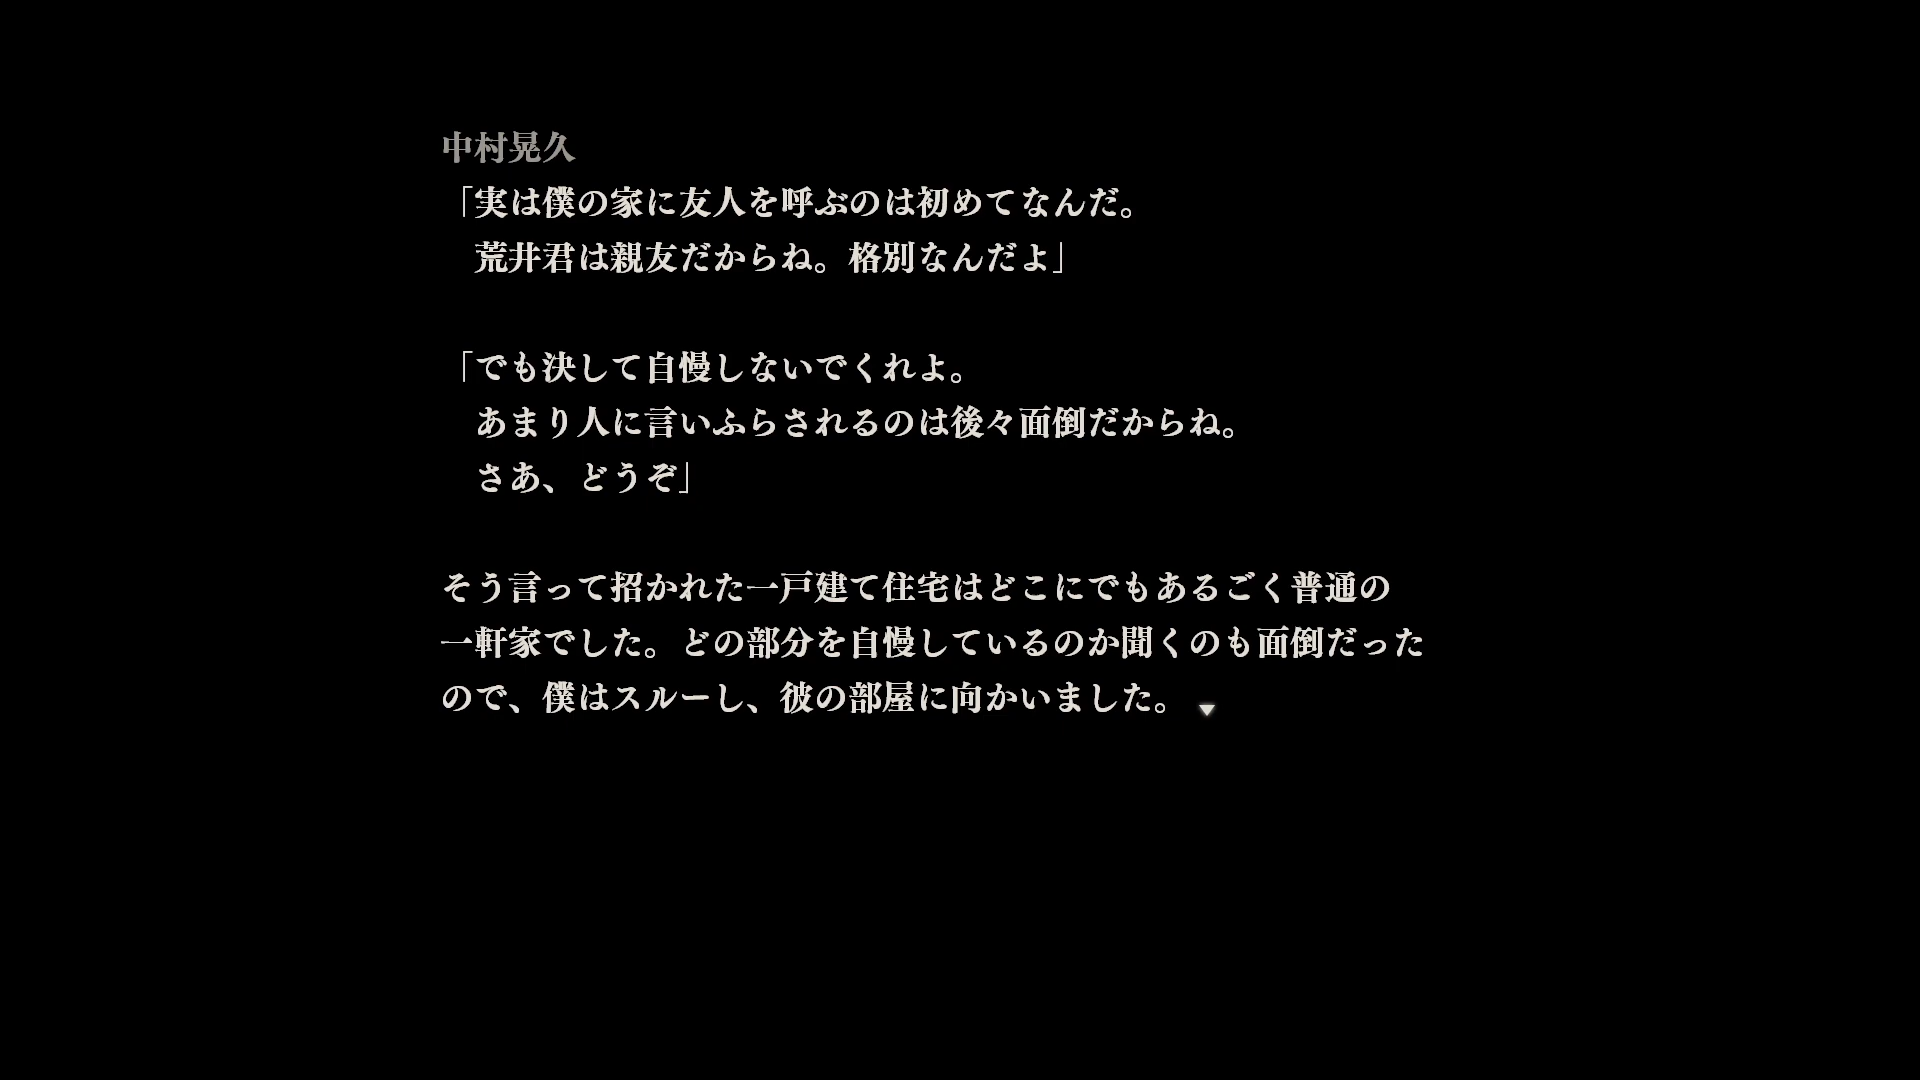 中村晃久
「実は僕の家に友人を呼ぶのは初めてなんだ。
荒井君は親友だからね。格別なんだよ」
「でも決して自慢しないでくれよ。
あまり人に言いふらされるのは後々面倒だからね。
さあ、どうぞ」
そう言って招かれた一戸建て住宅はどこにでもあるごく普通の
一軒家でした。どの部分を自慢しているのか聞くのも面倒だった
ので、僕はスルーし、彼の部屋に向かいました。